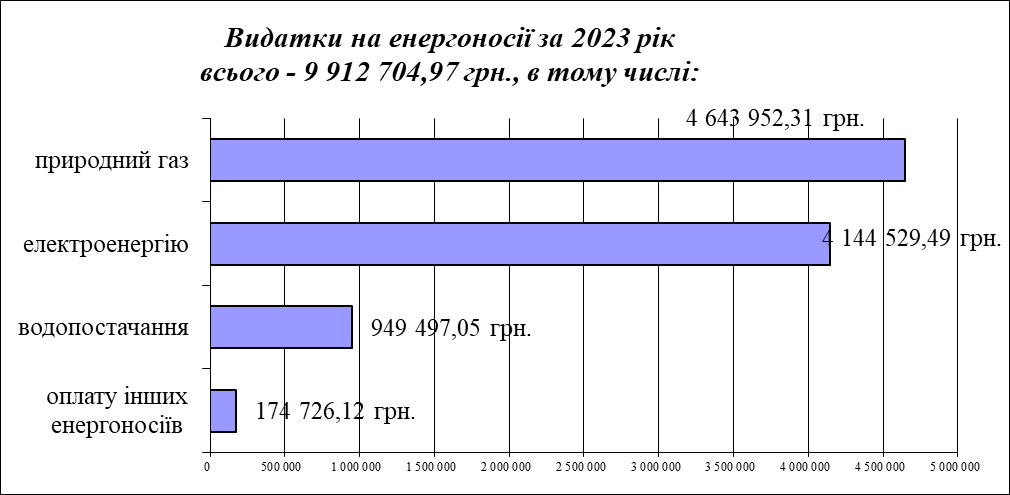 Видатки на енергоносії за 2023 рік
всього - 9 912 704,97 грн., в тому числі:
4 643 952,31 грн.
природний газ
4 144 529,49 грн.
електроенергію
949 497,05 грн.
водопостачання
оплату інших
енергоносіїв
174 726,12 грн.
0 500 000 1 000 000 1 500 000 2 000 000 2 500 000 3 000 000 3 500 000 4 000 000 4 500 000 5 000 000